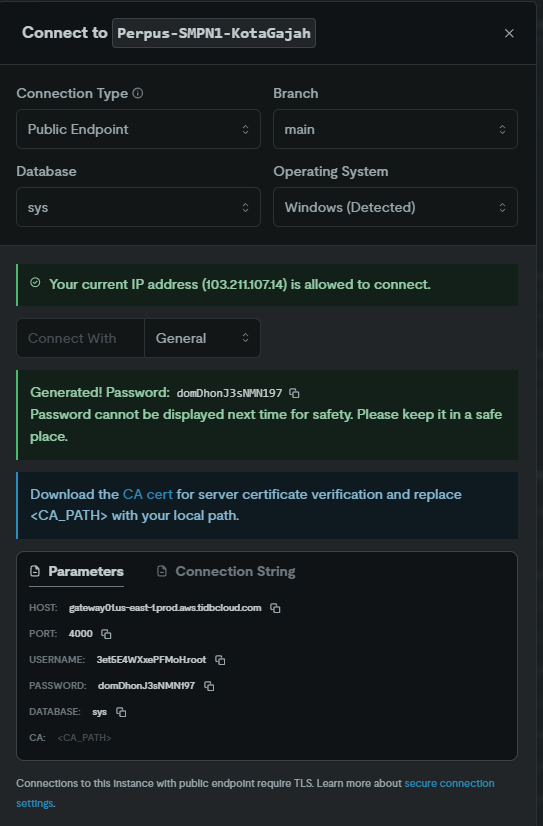 Connect to Perpus-SMPN1-KotaGajah
Connection Type Branch
Public Endpoint main
Database Operating System
sys Windows (Detected)
Your current IP address (103.211.107.14) is allowed to connect.
Connect With General
Generated! Password: domDhonJ3sNMN197
Password cannot be displayed next time for safety. Please keep it in a safe
place.
Download the CA cert for server certificate verification and replace
<CA_PATH> with your local path.
Parameters Connection String
HOST: gateway01.us-east-1.prod.aws.tidbcloud.com
PORT: 4000
USERNAME: 3et5E4WXxePFMoH.root
PASSWORD: domDhonJ3sNMN197
DATABASE: sys
CA: <CA_PATH>
Connections to this instance with public endpoint require TLS. Learn more about secure connection
settings.